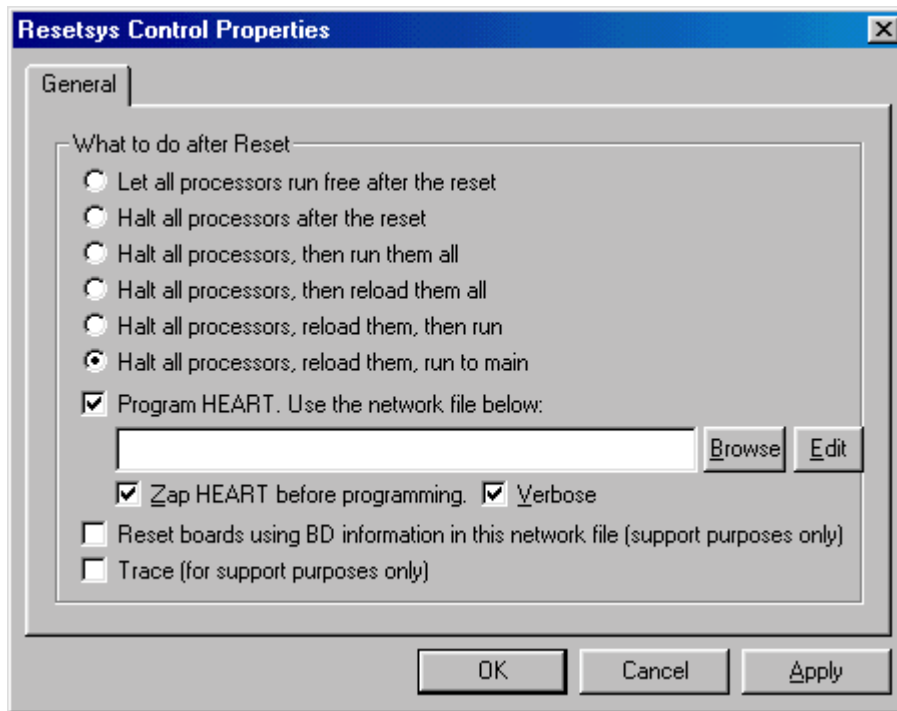 Resetsys Control Properties
General
What to do after Reset
Let all processors run free after the reset
Halt all processors after the reset
Halt all processors, then run them all
Halt all processors, then reload them all
Halt all processors, reload them, then run
Halt all processors, reload them, run to main
Program HEART. Use the network file below:
Browse Edit
Zap HEART before programming. Verbose
Reset boards using BD information in this network file (support purposes only)
Trace (for support purposes only)
OK Cancel Apply